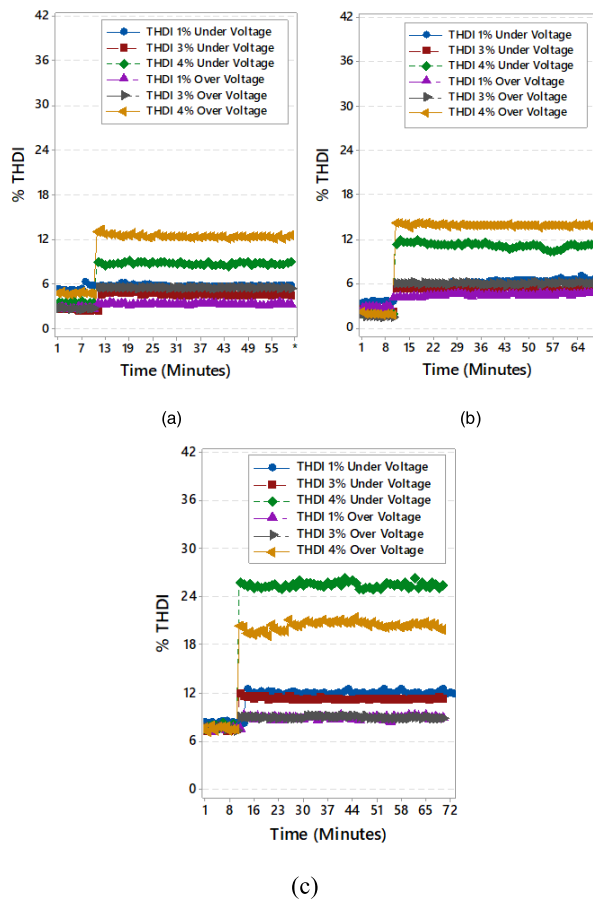 42
36
30
24
18
12
6
0
% THDI
THDI 1% Under Voltage
THDI 3% Under Voltage
THDI 4% Under Voltage
THDI 1% Over Voltage
THDI 3% Over Voltage
THDI 4% Over Voltage
1 7 13 19 25 31 37 43 49 55 *
Time (Minutes)
(a)
42
36
30
24
18
12
6
0
% THDI
THDI 1% Under Voltage
THDI 3% Under Voltage
THDI 4% Under Voltage
THDI 1% Over Voltage
THDI 3% Over Voltage
THDI 4% Over Voltage
1 8 15 22 29 36 43 50 57 64
Time (Minutes)
(b)
42
36
30
24
18
12
6
0
% THDI
THDI 1% Under Voltage
THDI 3% Under Voltage
THDI 4% Under Voltage
THDI 1% Over Voltage
THDI 3% Over Voltage
THDI 4% Over Voltage
1 8 16 23 30 37 44 51 58 65 72
Time (Minutes)
(c)